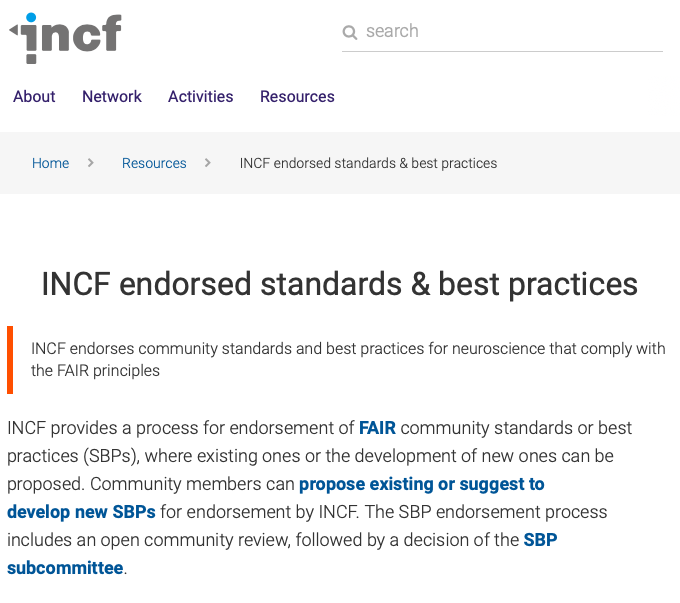 incf
search
About Network Activities Resources
Home > Resources > INCF endorsed standards & best practices
INCF endorsed standards & best practices
INCF endorses community standards and best practices for neuroscience that comply with
the FAIR principles
INCF provides a process for endorsement of FAIR community standards or best
practices (SBPs), where existing ones or the development of new ones can be
proposed. Community members can propose existing or suggest to
develop new SBPs for endorsement by INCF. The SBP endorsement process
includes an open community review, followed by a decision of the SBP
subcommittee.